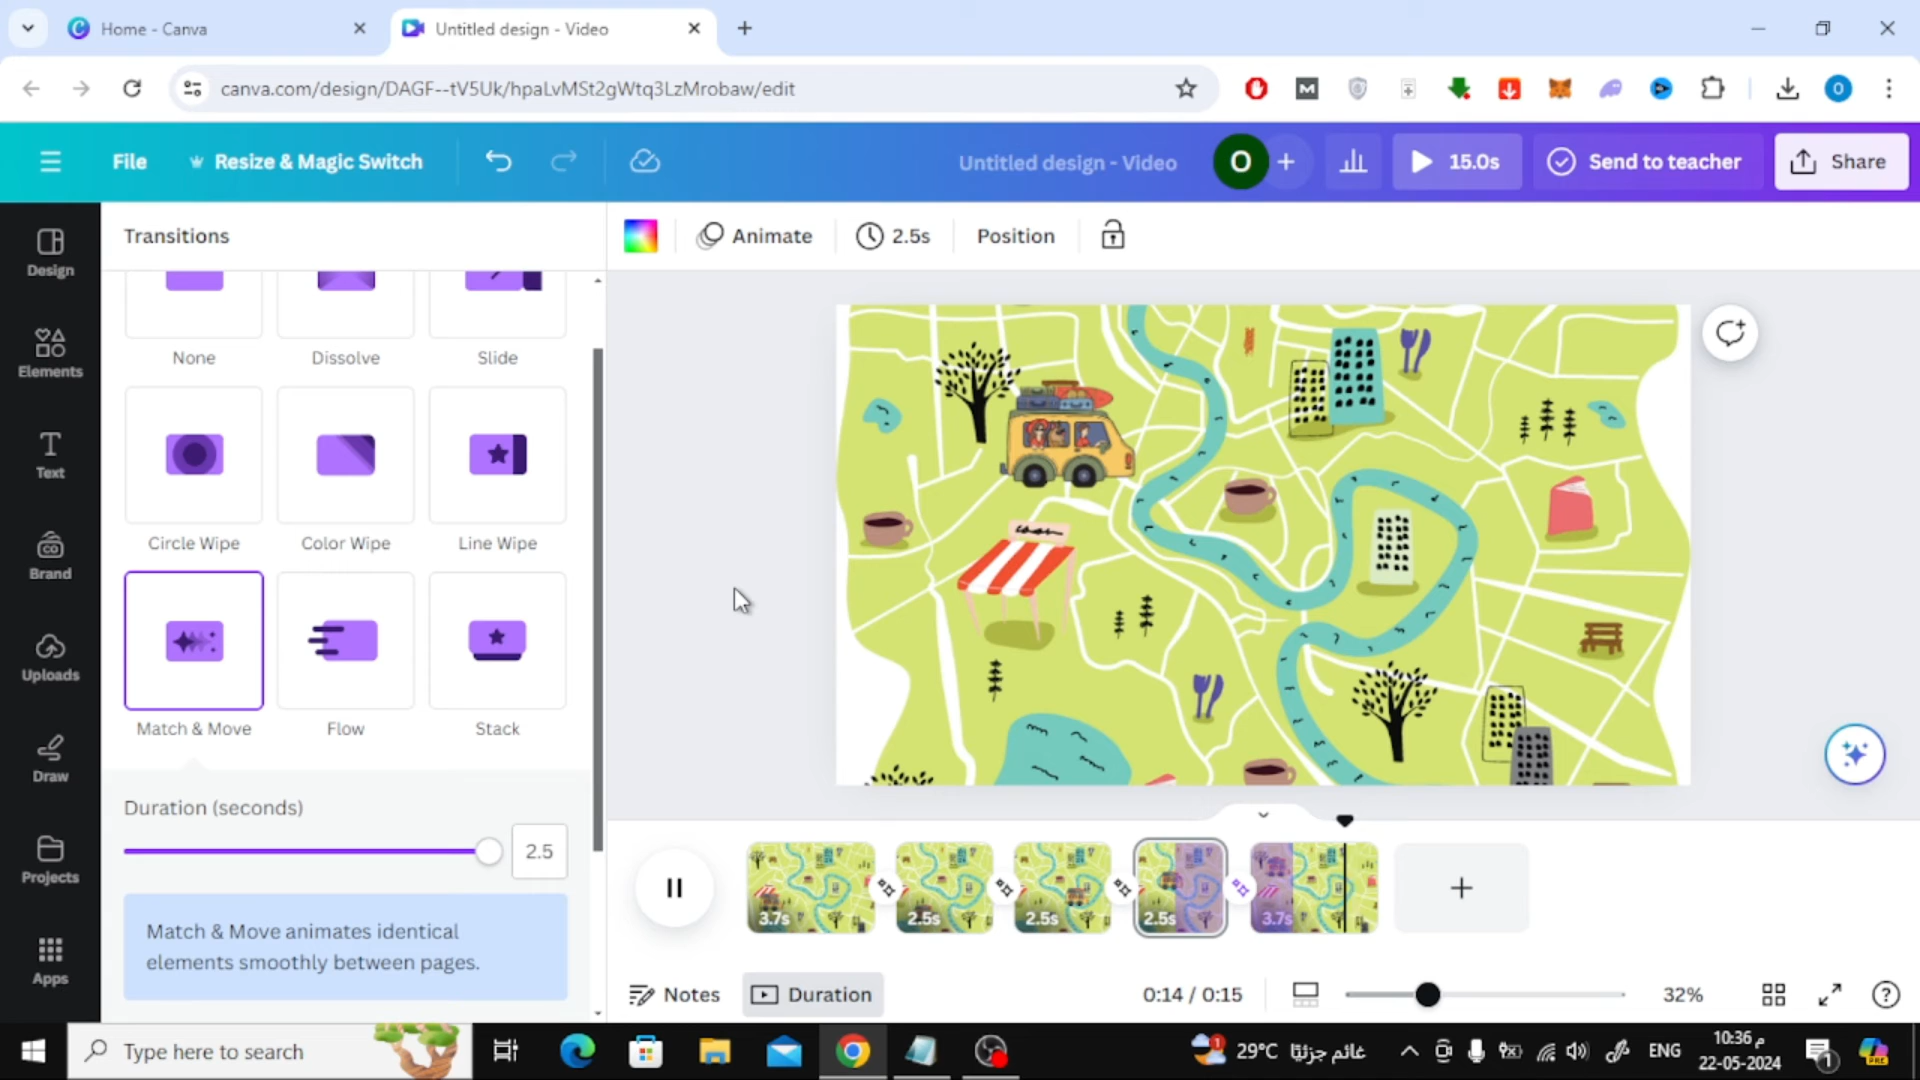 Home - Canva
Untitled design - Video
canva.com/design/DAGF--tV5Uk/hpaLvMSt2gWtq3LzMrobaw/edit
O
File
Resize & Magic Switch
Untitled design - Video
O
15.0s
Send to teacher
Share
Design
Elements
Text
Brand
Uploads
Draw
Projects
Apps
Transitions
None
Dissolve
Slide
Circle Wipe
Color Wipe
Line Wipe
Match & Move
Flow
Stack
Duration (seconds)
2.5
Match & Move animates identical
elements smoothly between pages.
Animate
2.5s
Position
3.7s
2.5s
2.5s
2.5s
3.7s
Notes
Duration
0:14 / 0:15
32%
Type here to search
29°C
غائم جزئيًا
ENG
10:36 م
22-05-2024
1
PRE